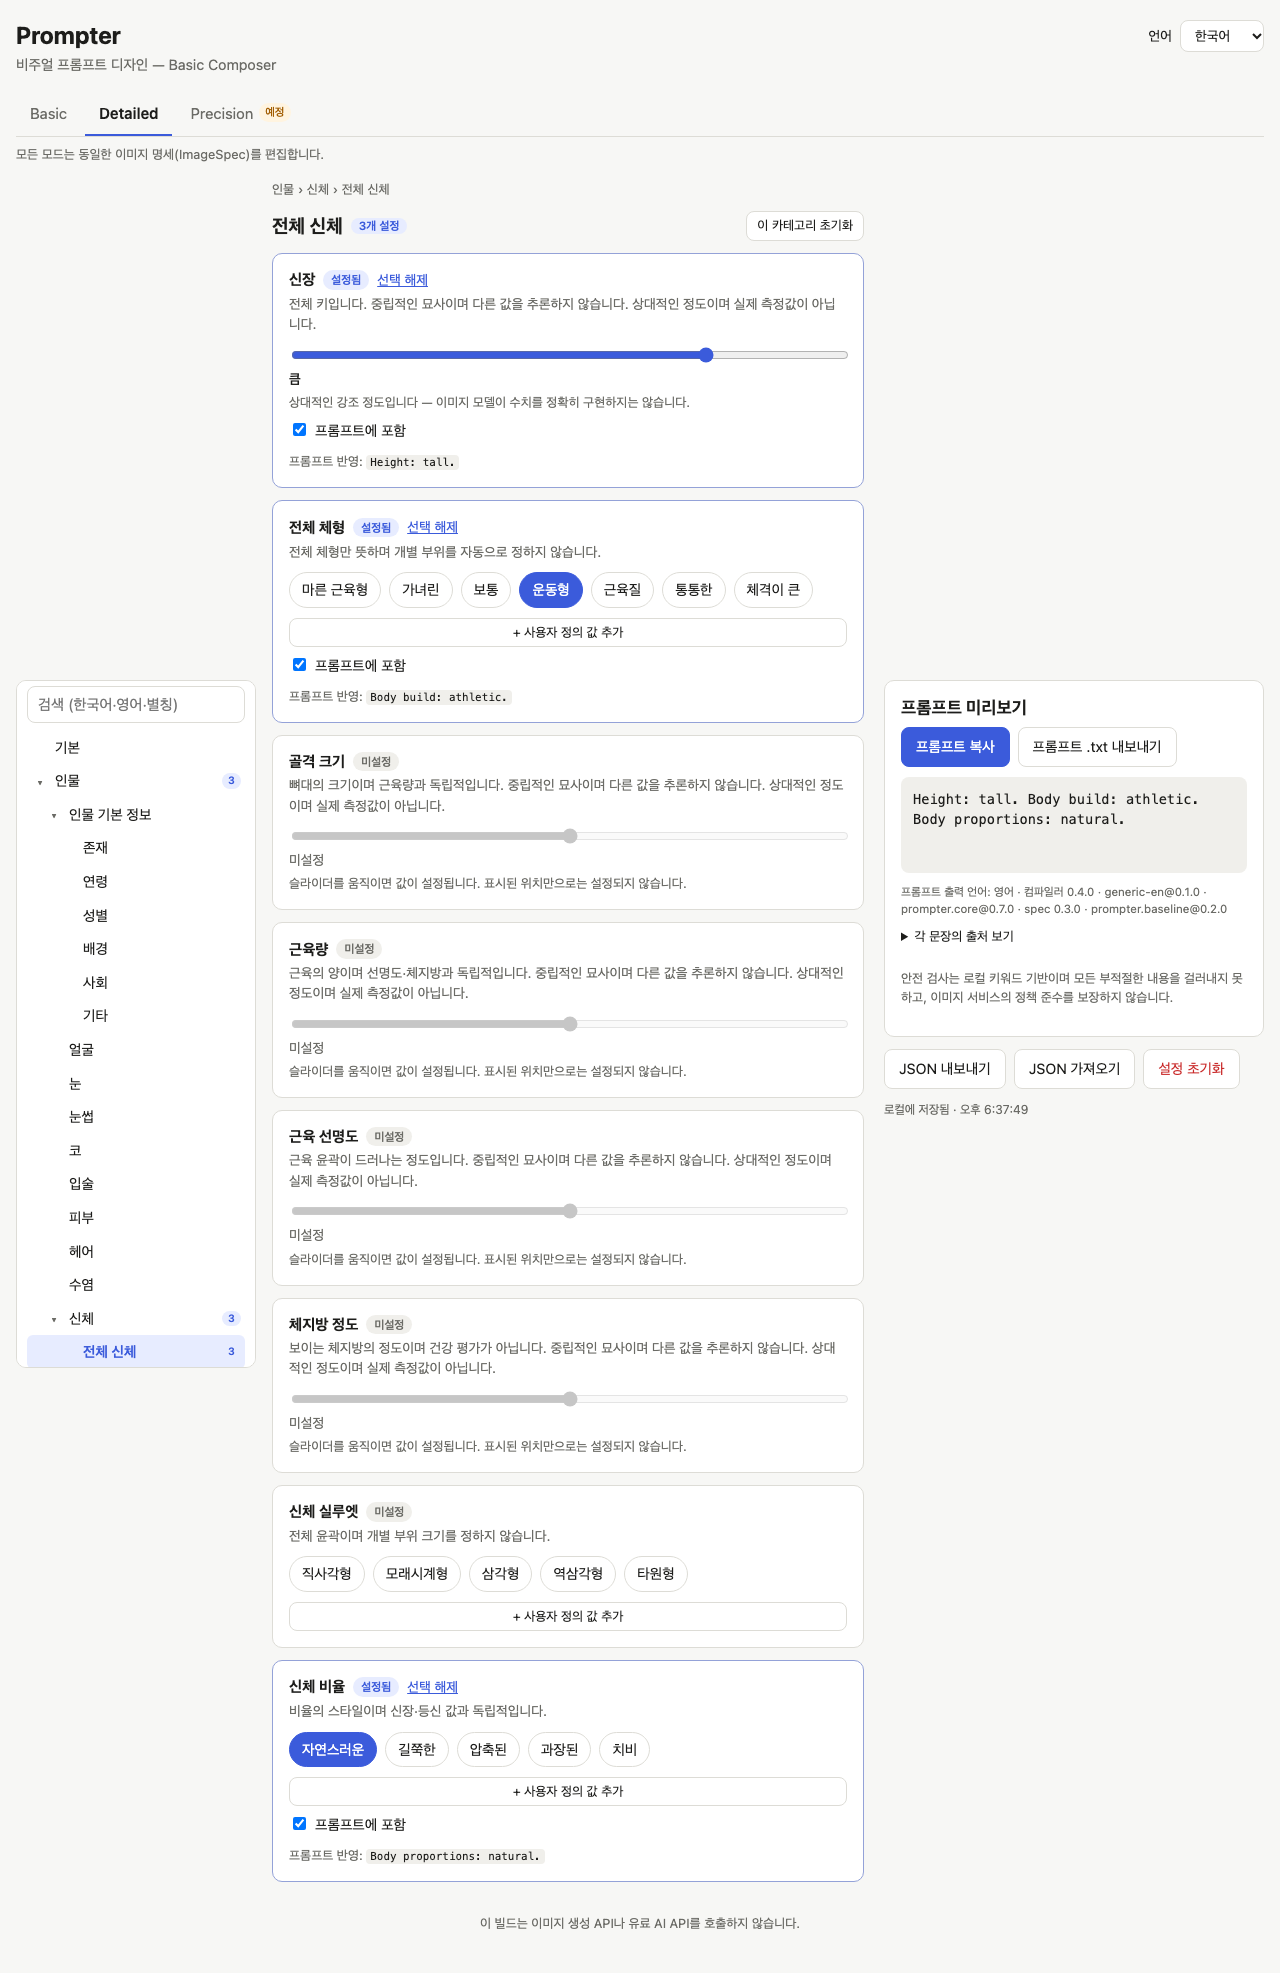 Prompter
언어 한국어
비주얼 프롬프트 디자인 — Basic Composer
Basic Detailed Precision 예정
모든 모드는 동일한 이미지 명세(ImageSpec)를 편집합니다.
인물 › 신체 › 전체 신체
전체 신체 3개 설정 이 카테고리 초기화
신장 설정됨 선택 해제
전체 키입니다. 중립적인 묘사이며 다른 값을 추론하지 않습니다. 상대적인 정도이며 실제 측정값이 아닙
니다.
큼
상대적인 강조 정도입니다 — 이미지 모델이 수치를 정확히 구현하지는 않습니다.
프롬프트에 포함
프롬프트 반영: Height: tall.
전체 체형 설정됨 선택 해제
전체 체형만 뜻하며 개별 부위를 자동으로 정하지 않습니다.
마른 근육형 가녀린 보통 운동형 근육질 통통한 체격이 큰
+ 사용자 정의 값 추가
프롬프트에 포함
프롬프트 반영: Body build: athletic.
골격 크기 미설정
뼈대의 크기이며 근육량과 독립적입니다. 중립적인 묘사이며 다른 값을 추론하지 않습니다. 상대적인 정도
이며 실제 측정값이 아닙니다.
미설정
슬라이더를 움직이면 값이 설정됩니다. 표시된 위치만으로는 설정되지 않습니다.
근육량 미설정
근육의 양이며 선명도·체지방과 독립적입니다. 중립적인 묘사이며 다른 값을 추론하지 않습니다. 상대적인
정도이며 실제 측정값이 아닙니다.
미설정
슬라이더를 움직이면 값이 설정됩니다. 표시된 위치만으로는 설정되지 않습니다.
근육 선명도 미설정
근육 윤곽이 드러나는 정도입니다. 중립적인 묘사이며 다른 값을 추론하지 않습니다. 상대적인 정도이며
실제 측정값이 아닙니다.
미설정
슬라이더를 움직이면 값이 설정됩니다. 표시된 위치만으로는 설정되지 않습니다.
체지방 정도 미설정
보이는 체지방의 정도이며 건강 평가가 아닙니다. 중립적인 묘사이며 다른 값을 추론하지 않습니다. 상대
적인 정도이며 실제 측정값이 아닙니다.
미설정
슬라이더를 움직이면 값이 설정됩니다. 표시된 위치만으로는 설정되지 않습니다.
신체 실루엣 미설정
전체 윤곽이며 개별 부위 크기를 정하지 않습니다.
직사각형 모래시계형 삼각형 역삼각형 타원형
+ 사용자 정의 값 추가
신체 비율 설정됨 선택 해제
비율의 스타일이며 신장·등신 값과 독립적입니다.
자연스러운 길쭉한 압축된 과장된 치비
+ 사용자 정의 값 추가
프롬프트에 포함
프롬프트 반영: Body proportions: natural.
검색 (한국어·영어·별칭)
기본
인물 3
인물 기본 정보
존재
연령
성별
배경
사회
기타
얼굴
눈
눈썹
코
입술
피부
헤어
수염
신체 3
전체 신체 3
프롬프트 미리보기
프롬프트 복사 프롬프트 .txt 내보내기
Height: tall. Body build: athletic.
Body proportions: natural.
프롬프트 출력 언어: 영어 · 컴파일러 0.4.0 · generic-en@0.1.0 ·
prompter.core@0.7.0 · spec 0.3.0 · prompter.baseline@0.2.0
각 문장의 출처 보기
안전 검사는 로컬 키워드 기반이며 모든 부적절한 내용을 걸러내지 못
하고, 이미지 서비스의 정책 준수를 보장하지 않습니다.
JSON 내보내기 JSON 가져오기 설정 초기화
로컬에 저장됨 · 오후 6:37:49
이 빌드는 이미지 생성 API나 유료 AI API를 호출하지 않습니다.